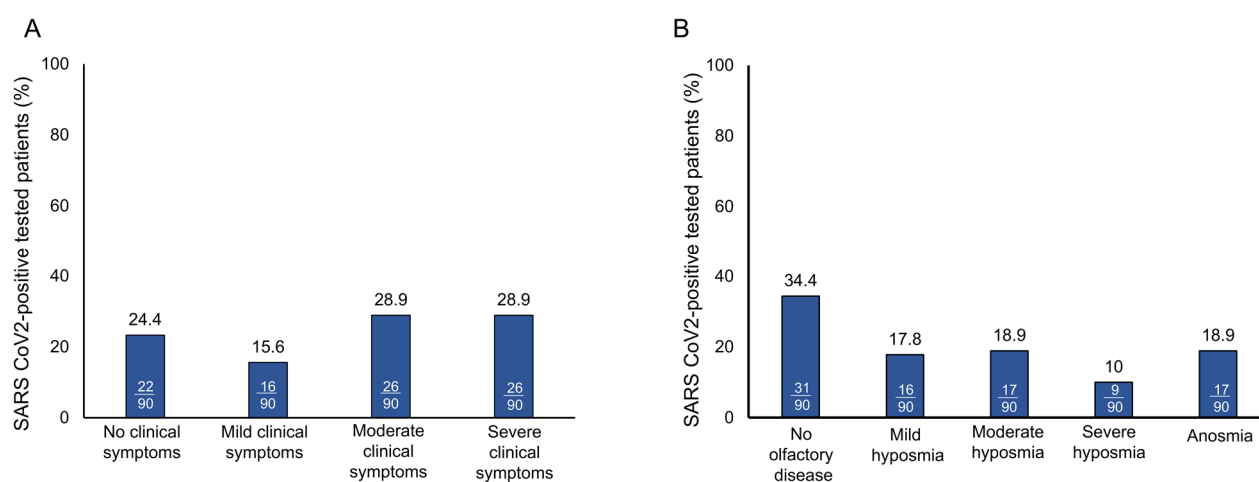 A
SARS CoV2-positive tested patients (%)
100
80
60
40
20
0
24.4
15.6
28.9
28.9
22
90
16
90
26
90
26
90
No clinical
symptoms
Mild clinical
symptoms
Moderate
clinical
symptoms
Severe
clinical
symptoms
B
SARS CoV2-positive tested patients (%)
100
80
60
40
20
0
34.4
17.8
18.9
10
18.9
31
90
16
90
17
90
9
90
17
90
No
olfactory
disease
Mild
hyposmia
Moderate
hyposmia
Severe
hyposmia
Anosmia